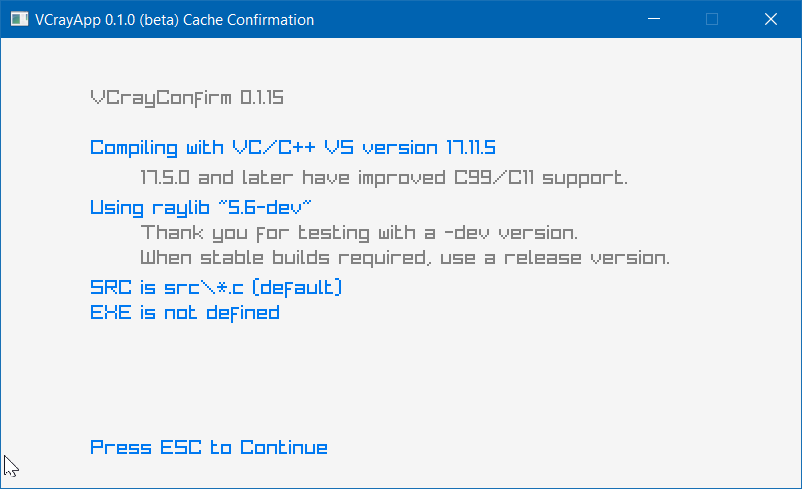 VCrayApp 0.1.0 (beta) Cache Confirmation
VCrayConfirm 0.1.15
Compiling with VC/C++ VS version 17.11.5
17.5.0 and later have improved C99/C11 support.
Using raylib "5.6-dev"
Thank you for testing with a -dev version.
When stable builds required, use a release version.
SRC is src\*.c (default)
EXE is not defined
Press ESC to Continue